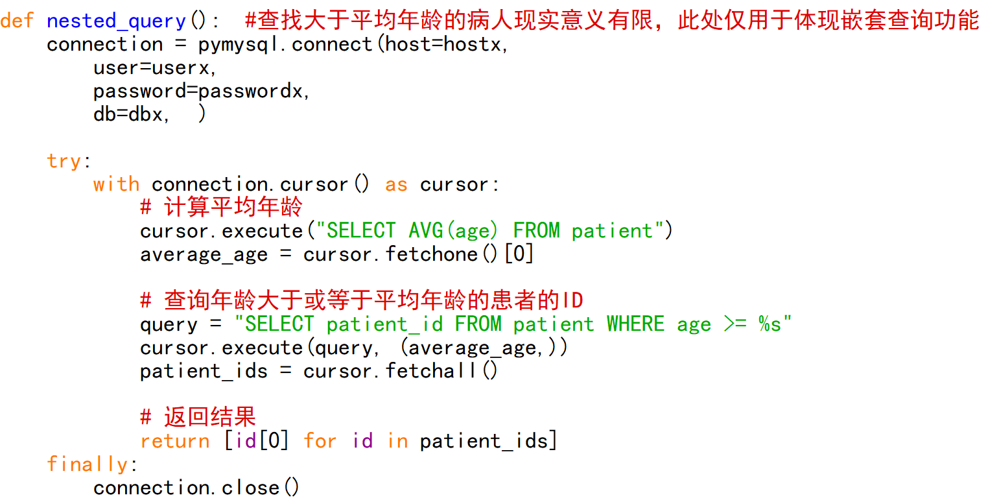 def nested_query():  #查找大于平均年龄的病人现实意义有限，此处仅用于体现嵌套查询功能
    connection = pymysql.connect(host=hostx,
        user=userx,
        password=passwordx,
        db=dbx,  )

    try:
        with connection.cursor() as cursor:
            # 计算平均年龄
            cursor.execute("SELECT AVG(age) FROM patient")
            average_age = cursor.fetchone()[0]

            # 查询年龄大于或等于平均年龄的患者的ID
            query = "SELECT patient_id FROM patient WHERE age >= %s"
            cursor.execute(query, (average_age,))
            patient_ids = cursor.fetchall()

            # 返回结果
            return [id[0] for id in patient_ids]
    finally:
        connection.close()